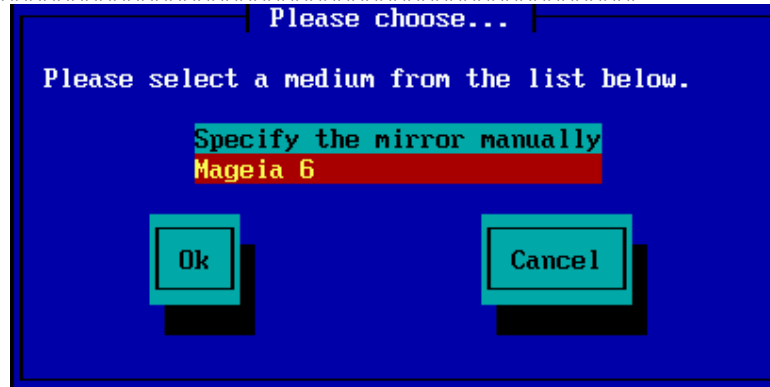 Please choose...
Please select a medium from the list below.
Specify the mirror manually
Mageia 6
Ok Cancel